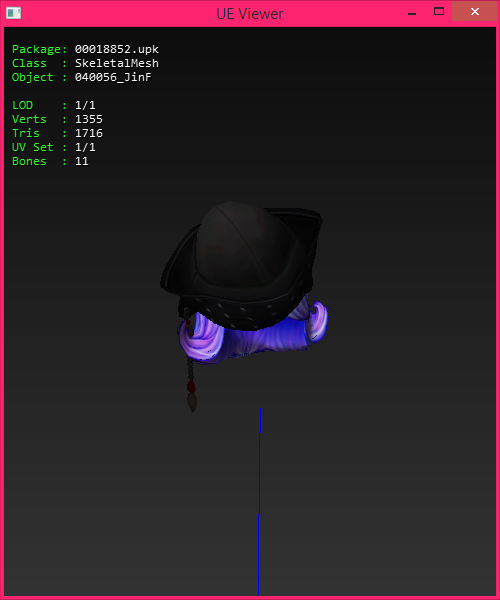 UE Viewer
Package: 00018852.upk
Class : SkeletalMesh
Object : 040056_JinF
LOD : 1/1
Verts : 1355
Tris : 1716
UV Set : 1/1
Bones : 11